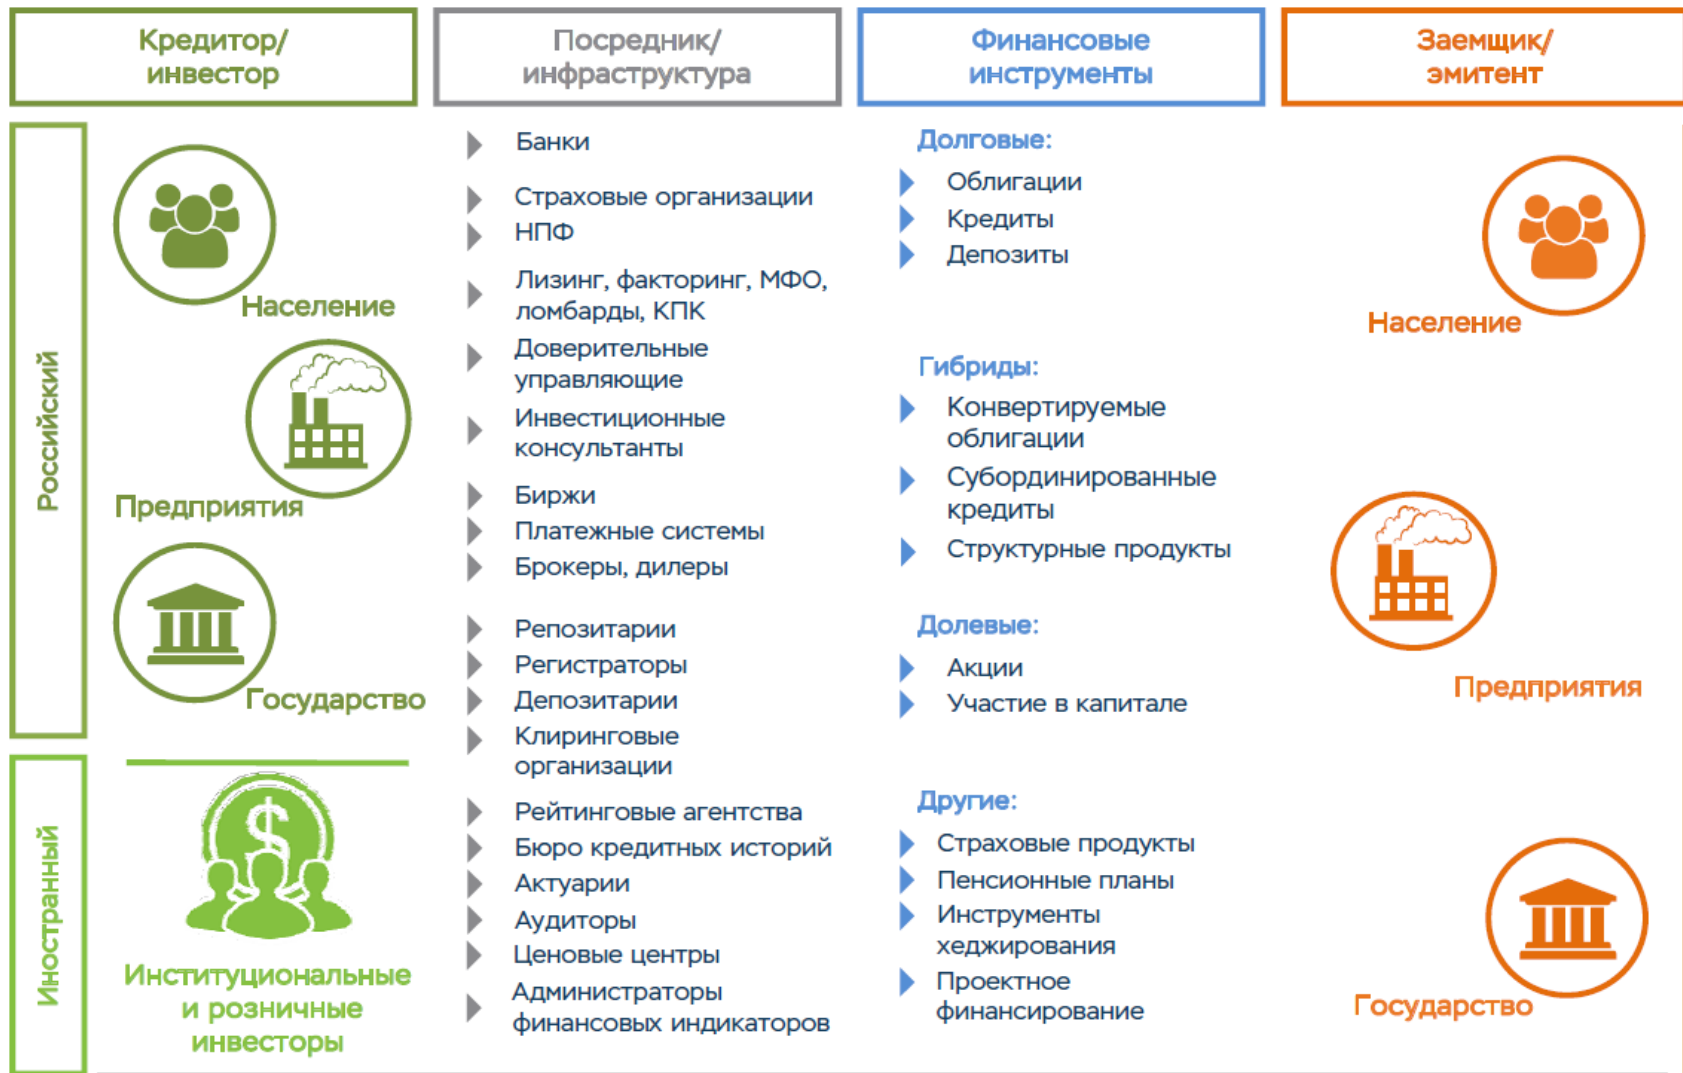 Кредитор/
инвестор
Посредник/
инфраструктура
Финансовые
инструменты
Заемщик/
эмитент
Российский
Население
Предприятия
Государство
Иностранный
Институциональные
и розничные
инвесторы
Банки
Страховые организации
НПФ
Лизинг, факторинг, МФО,
ломбарды, КПК
Доверительные
управляющие
Инвестиционные
консультанты
Биржи
Платежные системы
Брокеры, дилеры
Репозитарии
Регистраторы
Депозитарии
Клиринговые
организации
Рейтинговые агентства
Бюро кредитных историй
Актуарии
Аудиторы
Ценовые центры
Администраторы
финансовых индикаторов
Долговые:
Облигации
Кредиты
Депозиты
Гибриды:
Конвертируемые
облигации
Субординированные
кредиты
Структурные продукты
Долевые:
Акции
Участие в капитале
Другие:
Страховые продукты
Пенсионные планы
Инструменты
хеджирования
Проектное
финансирование
Население
Предприятия
Государство